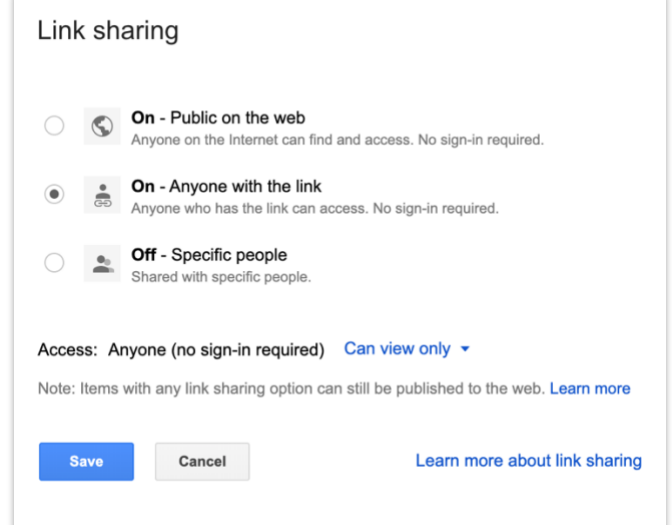 Link sharing
On - Public on the web
Anyone on the Internet can find and access. No sign-in required.
On - Anyone with the link
Anyone who has the link can access. No sign-in required.
Off - Specific people
Shared with specific people.
Access: Anyone (no sign-in required) Can view only
Note: Items with any link sharing option can still be published to the web. Learn more
Save Cancel Learn more about link sharing